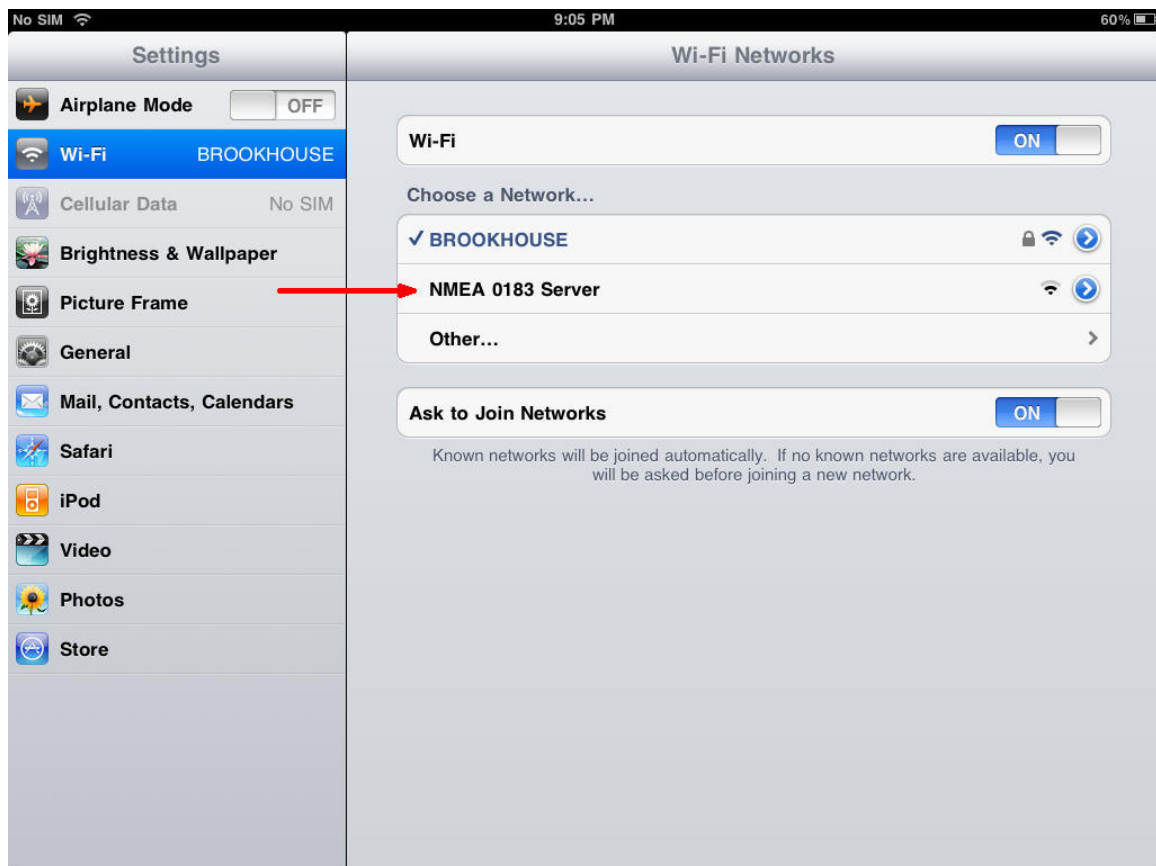 No SIM 9:05 PM 60%
Settings
Wi-Fi Networks
Airplane Mode OFF
Wi-Fi BROOKHOUSE
Cellular Data No SIM
Brightness & Wallpaper
Picture Frame
General
Mail, Contacts, Calendars
Safari
iPod
Video
Photos
Store
Wi-Fi ON
Choose a Network...
BROOKHOUSE
NMEA 0183 Server
Other...
Ask to Join Networks ON
Known networks will be joined automatically. If no known networks are available, you
will be asked before joining a new network.